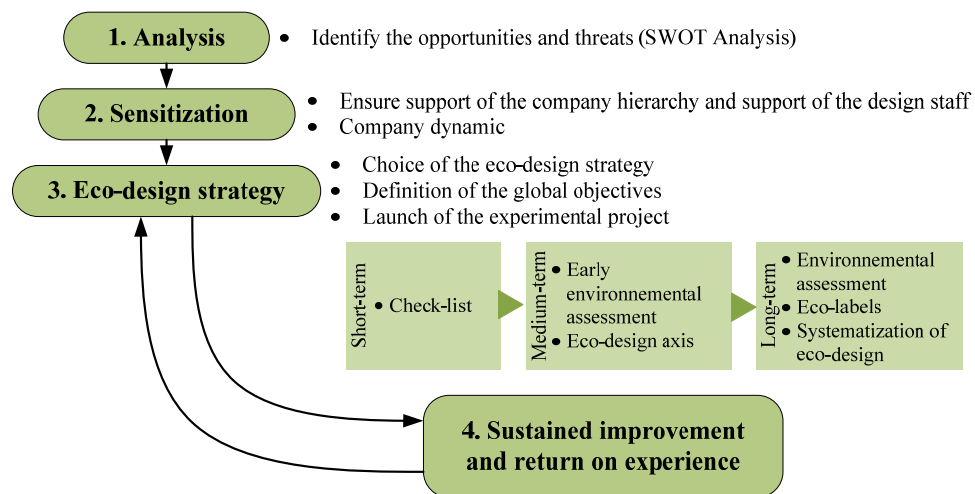 1. Analysis
• Identify the opportunities and threats (SWOT Analysis)
2. Sensitization
• Ensure support of the company hierarchy and support of the design staff
• Company dynamic
3. Eco-design strategy
• Choice of the eco-design strategy
• Definition of the global objectives
• Launch of the experimental project
Short-term
• Check-list
Medium-term
• Early
environnemental
assessment
• Eco-design axis
Long-term
• Environnemental
assessment
• Eco-labels
• Systematization of
eco-design
4. Sustained improvement
and return on experience